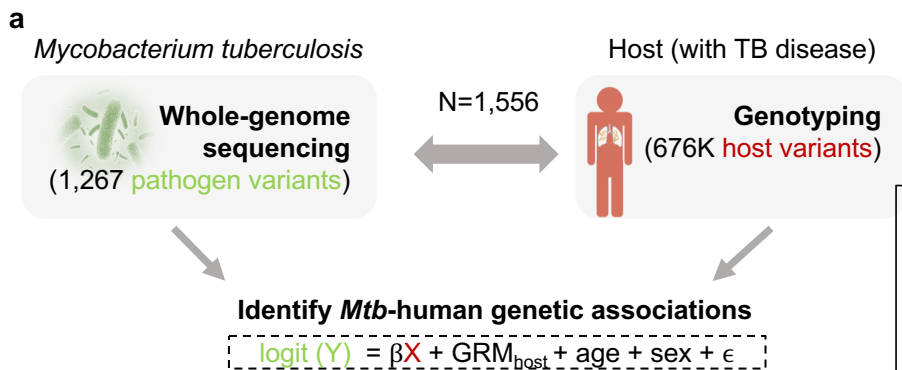 a
Mycobacterium tuberculosis
Host (with TB disease)
Whole-genome
sequencing
(1,267 pathogen variants)
N=1,556
Genotyping
(676K host variants)
Identify Mtb-human genetic associations
logit (Y) = βX + GRMhost + age + sex + ϵ